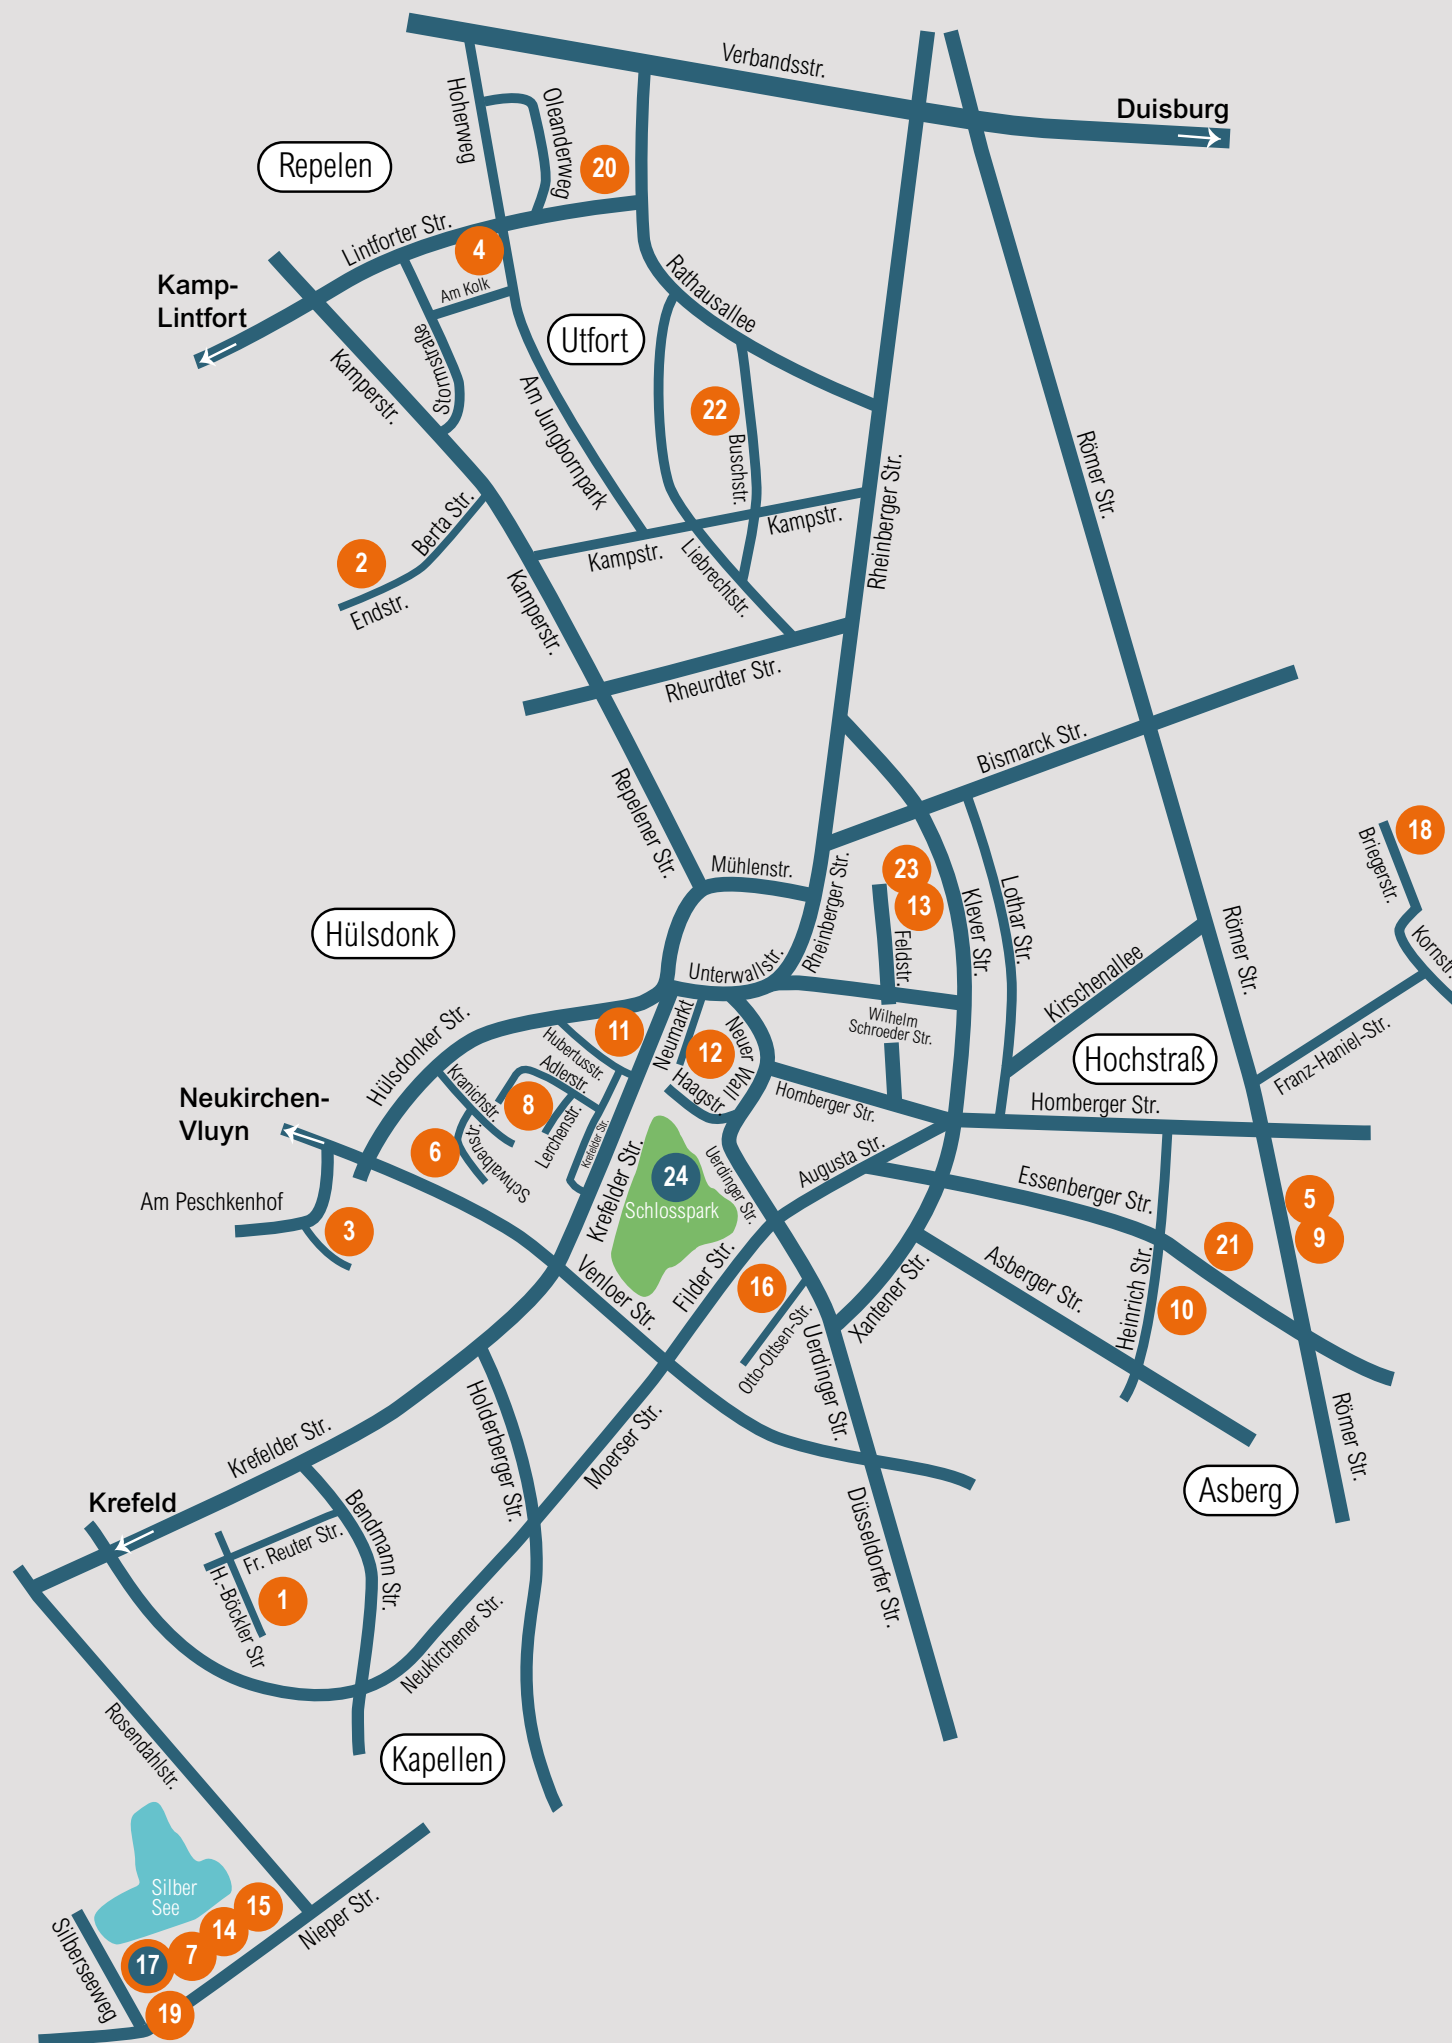 Verbandsstr.
Duisburg
Hoherweg
Oleanderweg
20
Repelen
Lintforter Str.
4
Am Kolk
Kamp-
Lintfort
Rathausallee
Utfort
Stormstraße
Kamperstr.
Am Jungbornpark
22
Buschstr.
Römer Str.
Rheinberger Str.
Berta Str.
2
Endstr.
Kampstr.
Kampstr.
Liebrechtstr.
Kamperstr.
Rheurdter Str.
Bismarck Str.
Repelener Str.
Mühlenstr.
Rheinberger Str.
23
13
Feldstr.
Klever Str.
Lothar Str.
18
Briegerstr.
Kornstr.
Römer Str.
Kirschenallee
Hülsdonk
Unterwallstr.
Hülsdonker Str.
11
Neumarkt
12
Neuer Wall
Haagstr.
Wilhelm
Schroeder Str.
Hochstraß
Franz-Haniel-Str.
Hubertusstr.
Adlerstr.
Kranichstr.
8
Lerchenstr.
Krefelder Str.
Homberger Str.
Homberger Str.
Neukirchen-
Vluyn
6
Schwalbenstr.
Krefelder Str.
24
Schlosspark
Uerdinger Str.
Augusta Str.
Essenberger Str.
5
9
21
Am Peschkenhof
3
Venloer Str.
Filder Str.
16
Otto-Ottsen-Str.
Uerdinger Str.
Xantener Str.
Asberger Str.
Heinrich Str.
10
Römer Str.
Asberg
Holderberger Str.
Moerser Str.
Krefelder Str.
Krefeld
Bendmann Str.
Fr. Reuter Str.
H.-Böckler Str
1
Düsseldorfer Str.
Neukirchener Str.
Kapellen
Rosendahlstr.
Silber
See
15
14
7
17
19
Nieper Str.
Silberseeweg